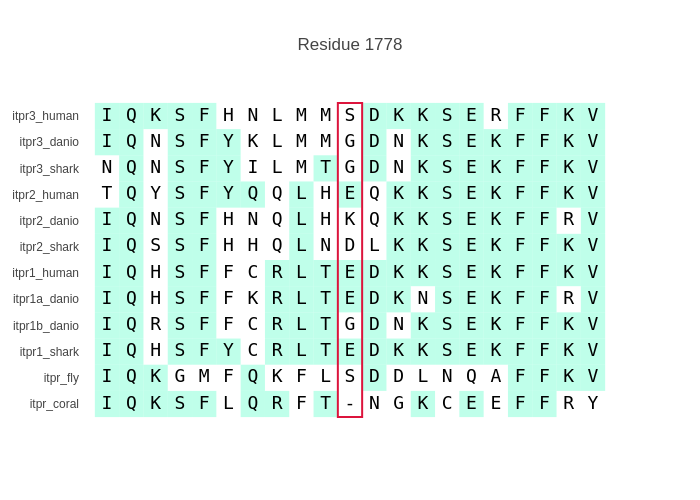 Residue 1778
itpr3_human I Q K S F H N L M M S D K K S E R F F K V
itpr3_danio I Q N S F Y K L M M G D N K S E K F F K V
itpr3_shark N Q N S F Y I L M T G D N K S E K F F K V
itpr2_human T Q Y S F Y Q Q L H E Q K K S E K F F K V
itpr2_danio I Q N S F H N Q L H K Q K K S E K F F R V
itpr2_shark I Q S S F H H Q L N D L K K S E K F F K V
itpr1_human I Q H S F F C R L T E D K K S E K F F K V
itpr1a_danio I Q H S F F K R L T E D K N S E K F F R V
itpr1b_danio I Q R S F F C R L T G D N K S E K F F K V
itpr1_shark I Q H S F Y C R L T E D K K S E K F F K V
itpr_fly I Q K G M F Q K F L S D D L N Q A F F K V
itpr_coral I Q K S F L Q R F T - N G K C E E F F R Y